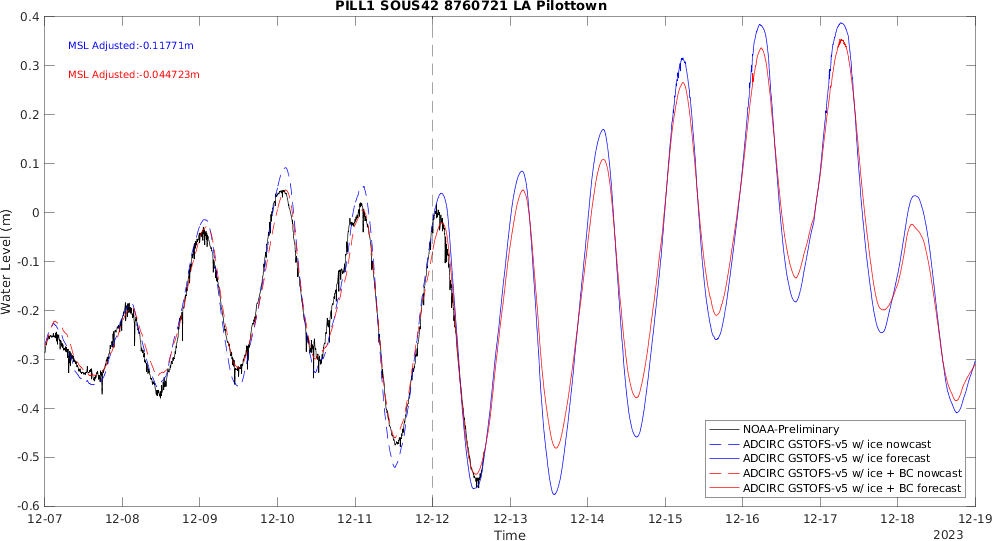 PILL1 SOUS42 8760721 LA Pilottown
0.4
0.3
0.2
0.1
0
-0.1
-0.2
-0.3
-0.4
-0.5
-0.6
Water Level (m)
MSL Adjusted:-0.11771m
MSL Adjusted:-0.044723m
NOAA-Preliminary
ADCIRC GSTOFS-v5 w/ ice nowcast
ADCIRC GSTOFS-v5 w/ ice forecast
ADCIRC GSTOFS-v5 w/ ice + BC nowcast
ADCIRC GSTOFS-v5 w/ ice + BC forecast
12-07 12-08 12-09 12-10 12-11 12-12 12-13 12-14 12-15 12-16 12-17 12-18 12-19
Time
2023